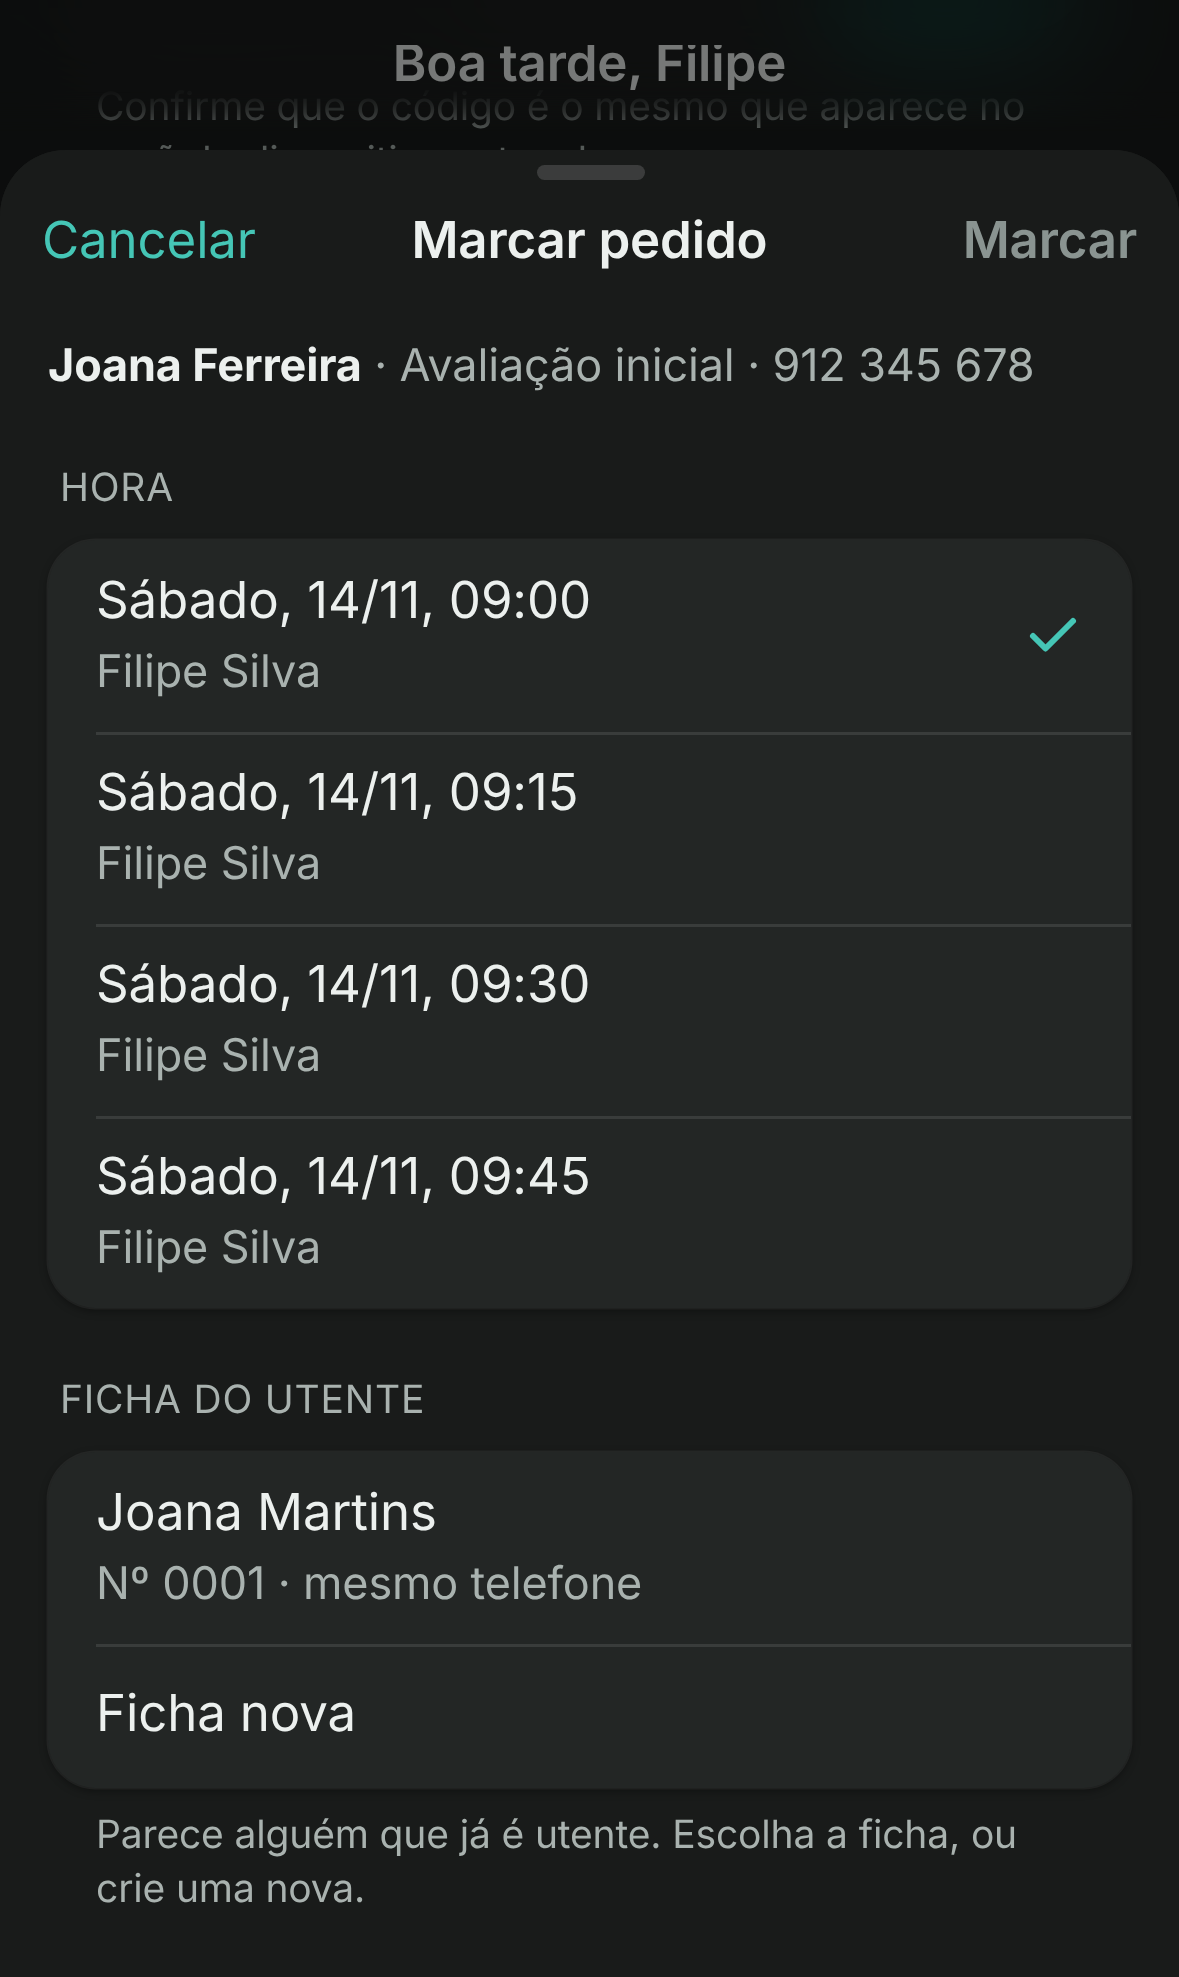 Boa tarde, Filipe
Confirme que o código é o mesmo que aparece no
Cancelar
Marcar pedido
Marcar
Joana Ferreira · Avaliação inicial · 912 345 678
HORA
Sábado, 14/11, 09:00
Filipe Silva
Sábado, 14/11, 09:15
Filipe Silva
Sábado, 14/11, 09:30
Filipe Silva
Sábado, 14/11, 09:45
Filipe Silva
FICHA DO UTENTE
Joana Martins
Nº 0001 · mesmo telefone
Ficha nova
Parece alguém que já é utente. Escolha a ficha, ou
crie uma nova.